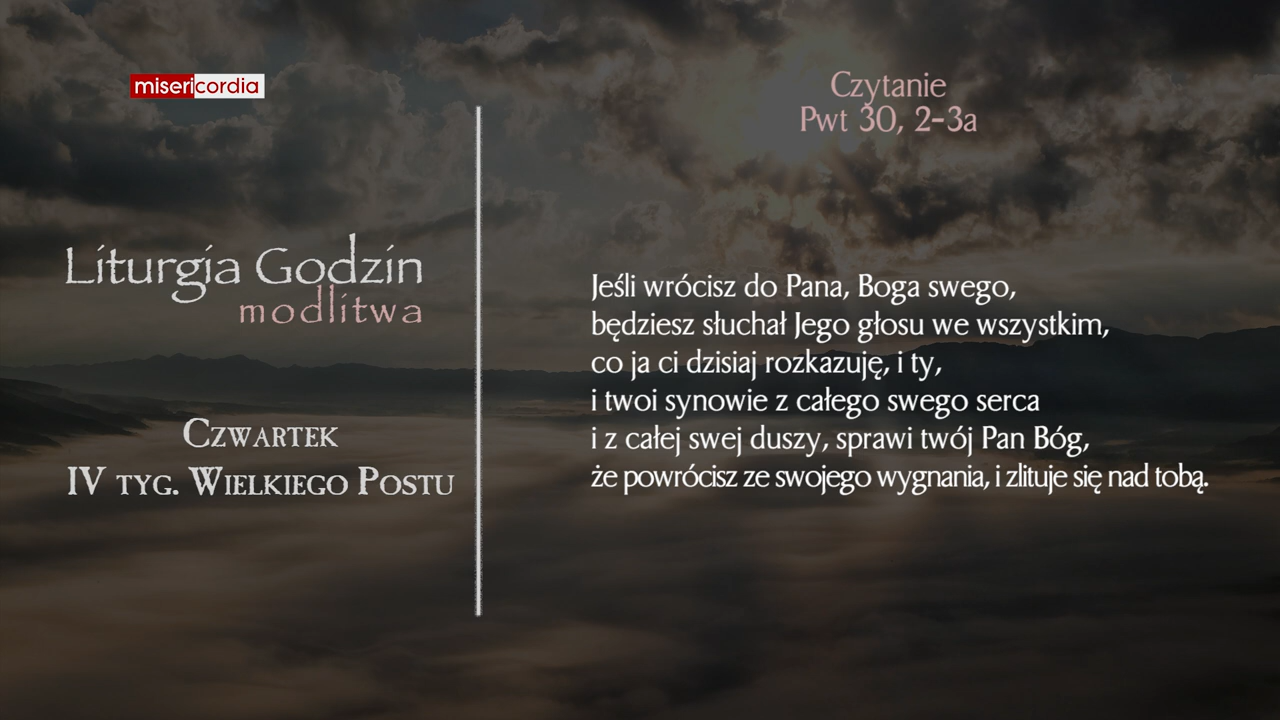 misericordia
Liturgia Godzin
modlitwa
Czwartek
IV tyg. Wielkiego Postu
Czytanie
Pwt 30, 2-3a
Jeśli wrócisz do Pana, Boga swego,
będziesz słuchał Jego głosu we wszystkim,
co ja ci dzisiaj rozkazuję, i ty,
i twoi synowie z całego swego serca
i z całej swej duszy, sprawi twój Pan Bóg,
że powrócisz ze swojego wygnania, i zlituje się nad tobą.